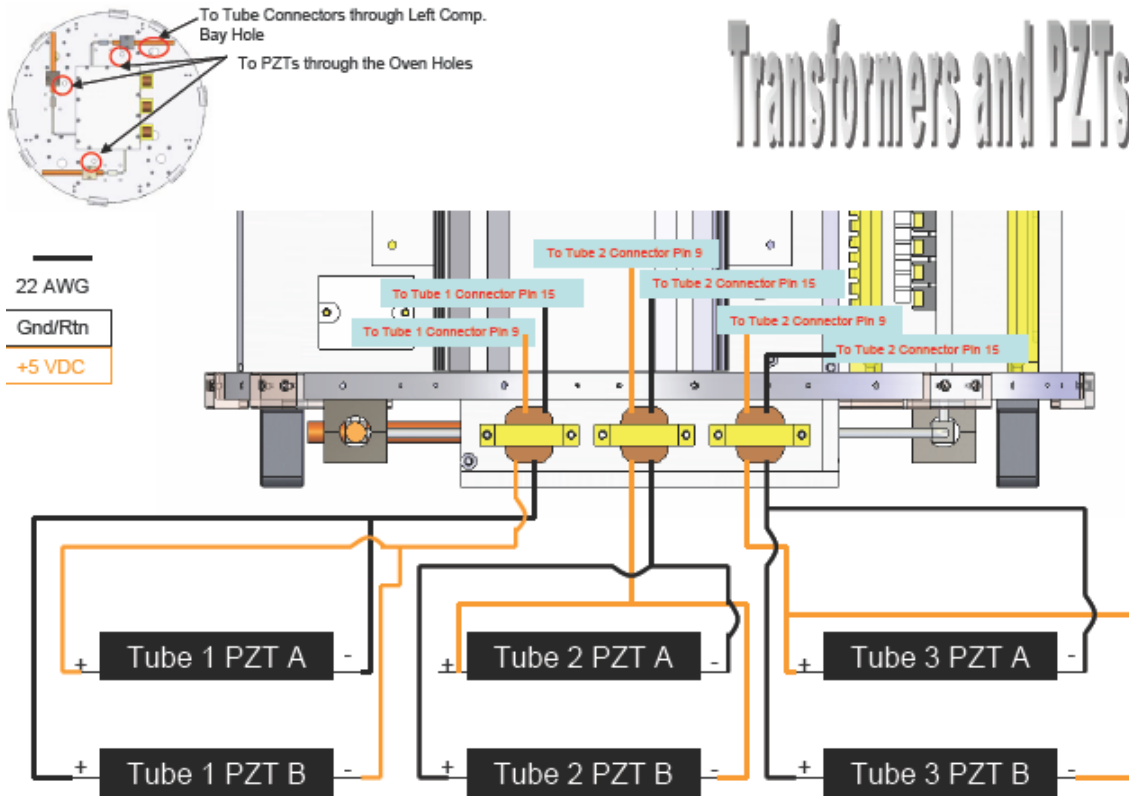 To Tube Connectors through Left Comp.
Bay Hole
To PZTs through the Oven Holes
Transformers and PZTs
22 AWG
Gnd/Rtn
+5 VDC
To Tube 2 Connector Pin 9
To Tube 2 Connector Pin 15
To Tube 1 Connector Pin 15
To Tube 1 Connector Pin 9
To Tube 2 Connector Pin 9
To Tube 2 Connector Pin 15
+ Tube 1 PZT A -
+ Tube 2 PZT A -
+ Tube 3 PZT A -
+ Tube 1 PZT B -
+ Tube 2 PZT B -
+ Tube 3 PZT B -